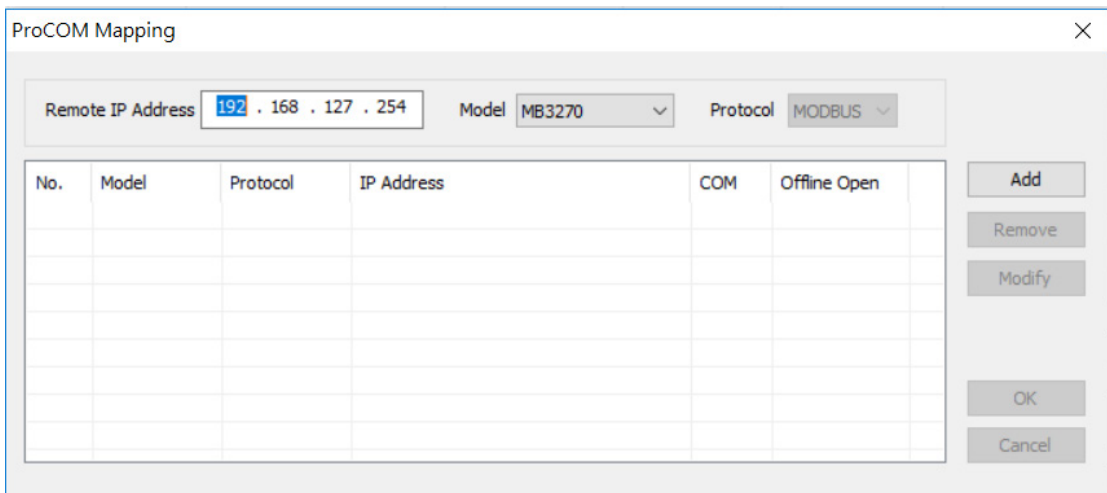 ProCOM Mapping
Remote IP Address 192 . 168 . 127 . 254 Model MB3270 Protocol MODBUS
No. Model Protocol IP Address COM Offline Open
Add
Remove
Modify
OK
Cancel